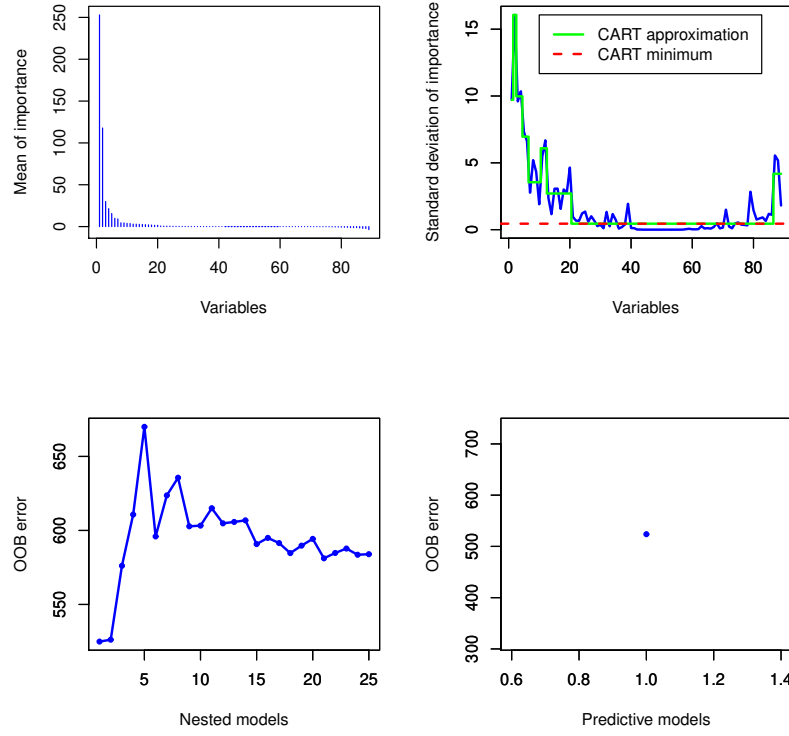 Mean of importance
0 50 100 150 200 250
0 20 40 60 80
Variables
Standard deviation of importance
0 5 10 15
CART approximation
CART minimum
0 20 40 60 80
Variables
OOB error
550 600 650
5 10 15 20 25
Nested models
OOB error
300 400 500 600 700
0.6 0.8 1.0 1.2 1.4
Predictive models